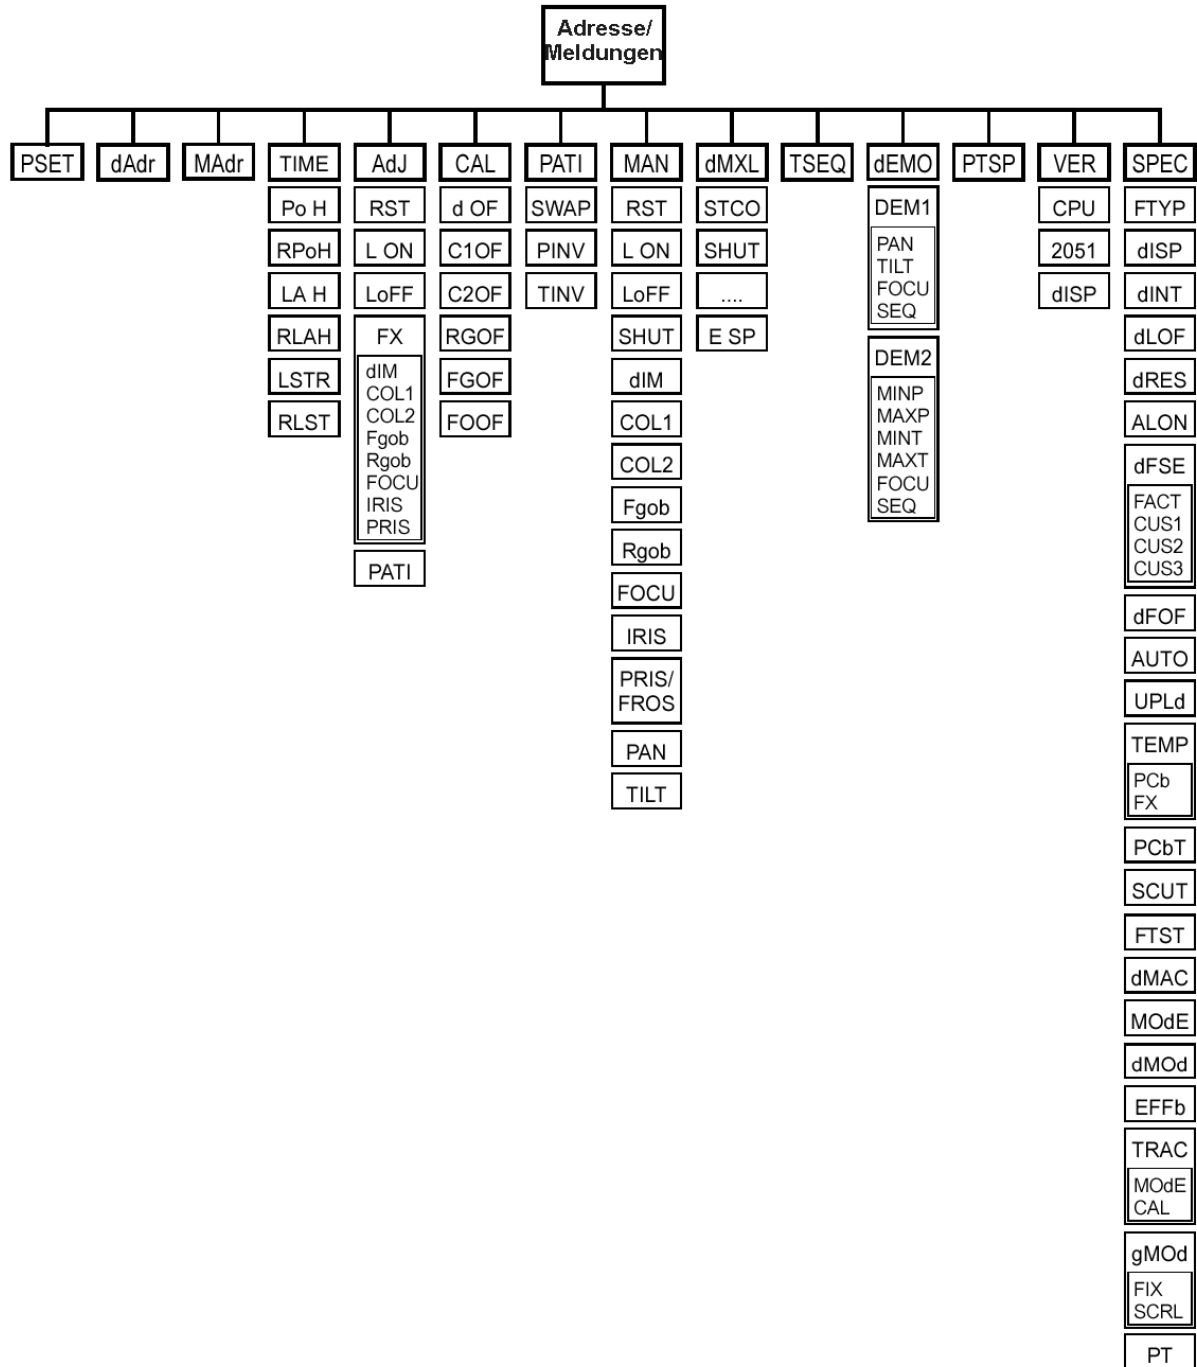 Adresse/
Meldungen
PSET
dAdr
MAdr
TIME
Po H
RPoH
LA H
RLAH
LSTR
RLST
AdJ
RST
L ON
LoFF
FX
dIM
COL1
COL2
Fgob
Rgob
FOCU
IRIS
PRIS
PATI
CAL
d OF
C1OF
C2OF
RGOF
FGOF
FOOF
PATI
SWAP
PINV
TINV
MAN
RST
L ON
LoFF
SHUT
dIM
COL1
COL2
Fgob
Rgob
FOCU
IRIS
PRIS/
FROS
PAN
TILT
dMXL
STCO
SHUT
....
E SP
TSEQ
dEMO
DEM1
PAN
TILT
FOCU
SEQ
DEM2
MINP
MAXP
MINT
MAXT
FOCU
SEQ
PTSP
VER
CPU
2051
dISP
SPEC
FTYP
dISP
dINT
dLOF
dRES
ALON
dFSE
FACT
CUS1
CUS2
CUS3
dFOF
AUTO
UPLd
TEMP
PCb
FX
PCbT
SCUT
FTST
dMAC
MOdE
dMOd
EFFb
TRAC
MOdE
CAL
gMOd
FIX
SCRL
PT